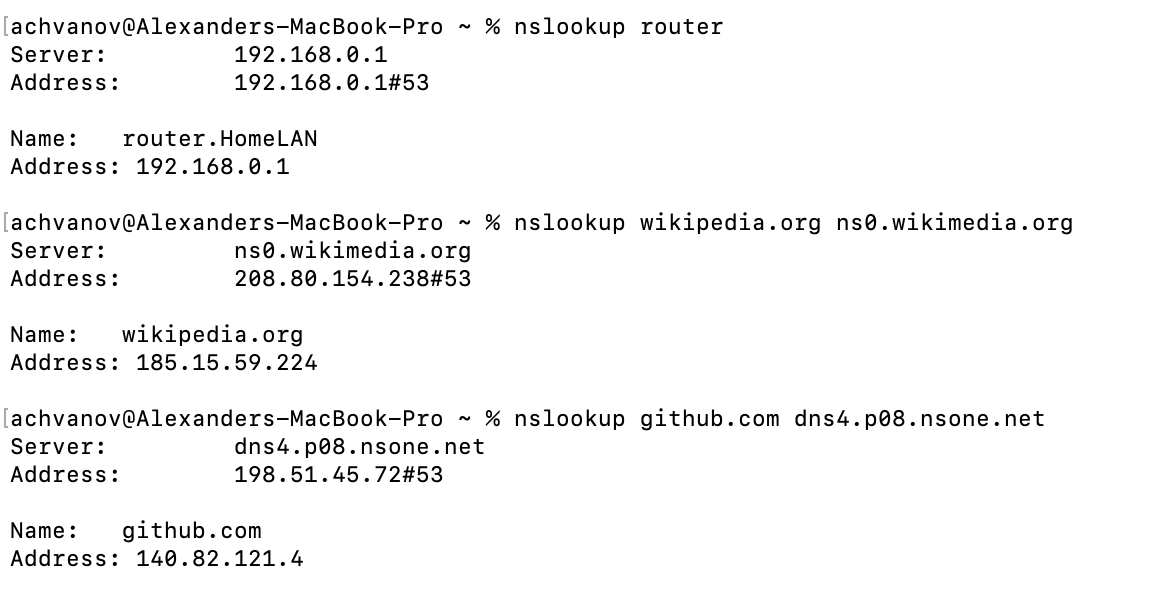 [achvanov@Alexanders-MacBook-Pro ~ % nslookup router
Server:         192.168.0.1
Address:        192.168.0.1#53

Name:   router.HomeLAN
Address: 192.168.0.1

[achvanov@Alexanders-MacBook-Pro ~ % nslookup wikipedia.org ns0.wikimedia.org
Server:         ns0.wikimedia.org
Address:        208.80.154.238#53

Name:   wikipedia.org
Address: 185.15.59.224

[achvanov@Alexanders-MacBook-Pro ~ % nslookup github.com dns4.p08.nsone.net
Server:         dns4.p08.nsone.net
Address:        198.51.45.72#53

Name:   github.com
Address: 140.82.121.4